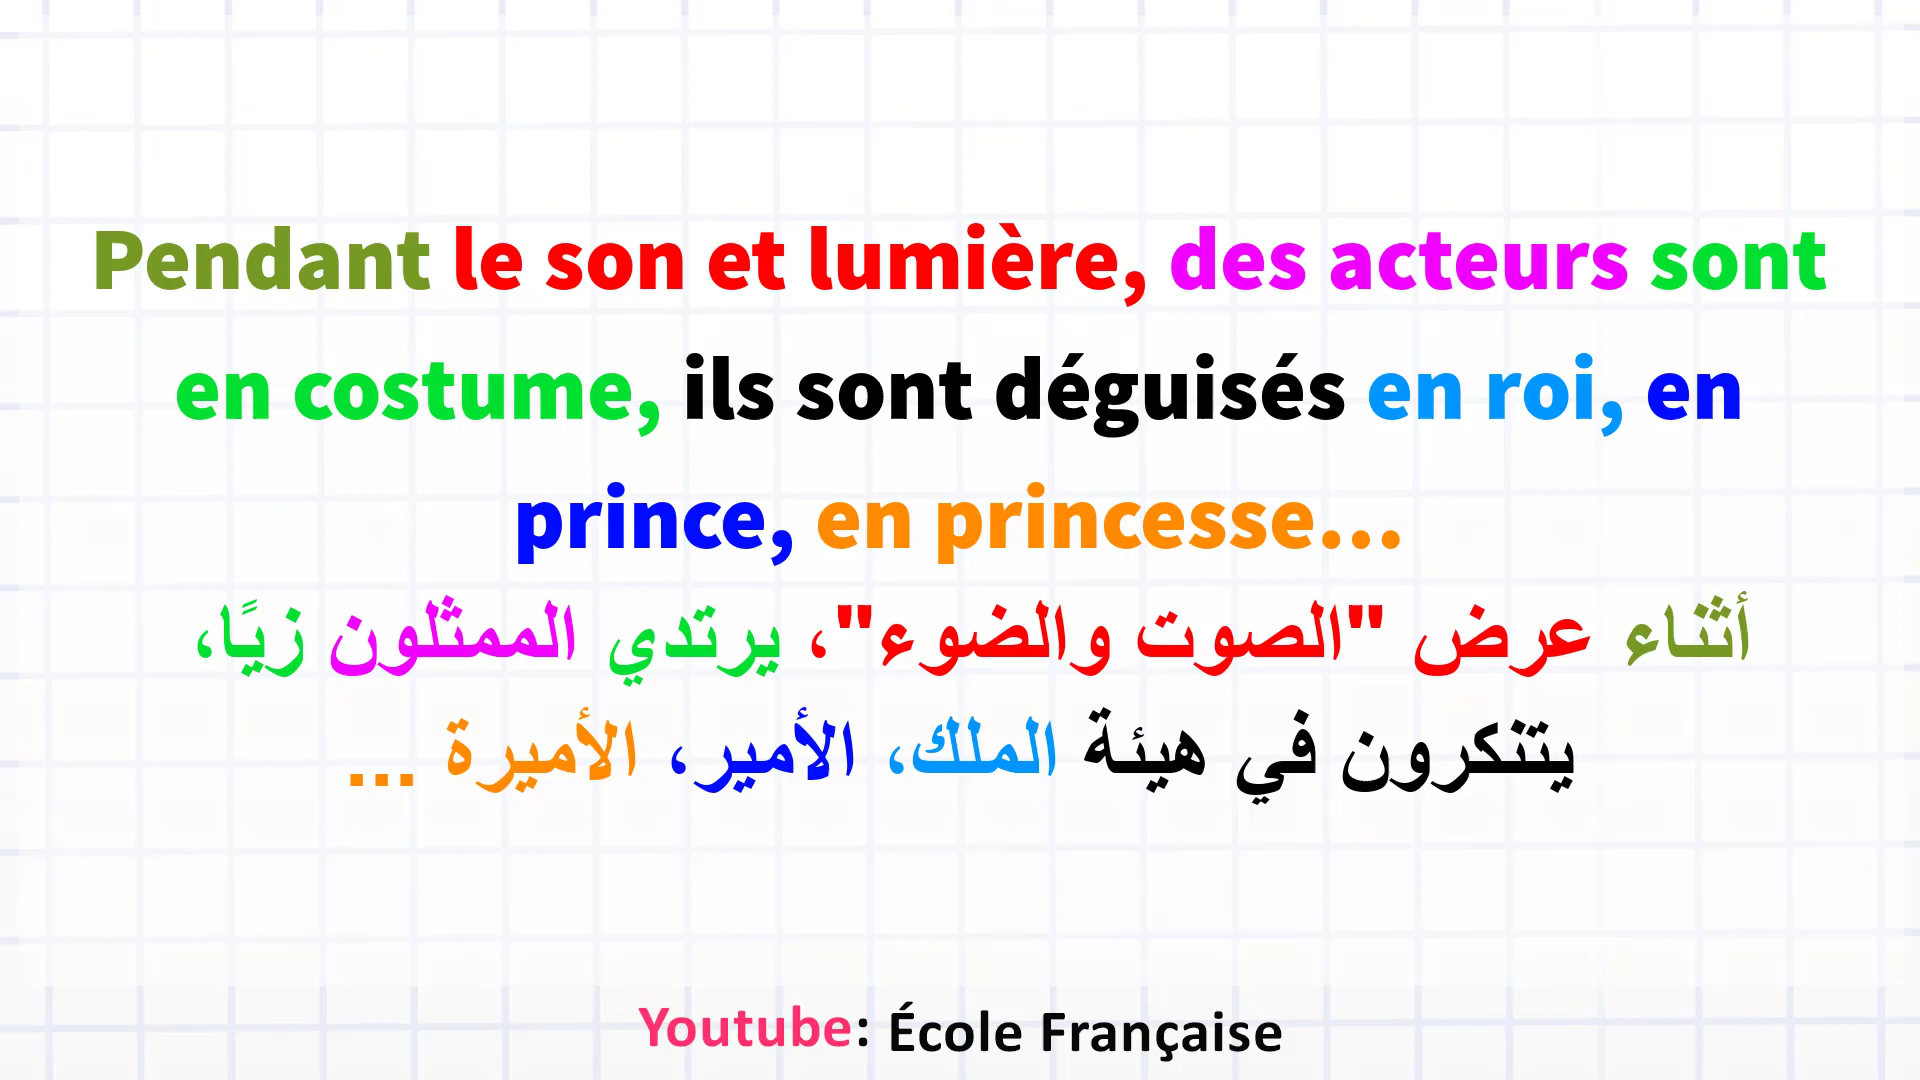 Pendant le son et lumière, des acteurs sont
en costume, ils sont déguisés en roi, en
prince, en princesse...
أثناء عرض "الصوت والضوء"، يرتدي الممثلون زيًا،
يتنكرون في هيئة الملك، الأمير، الأميرة ...
Youtube: École Française